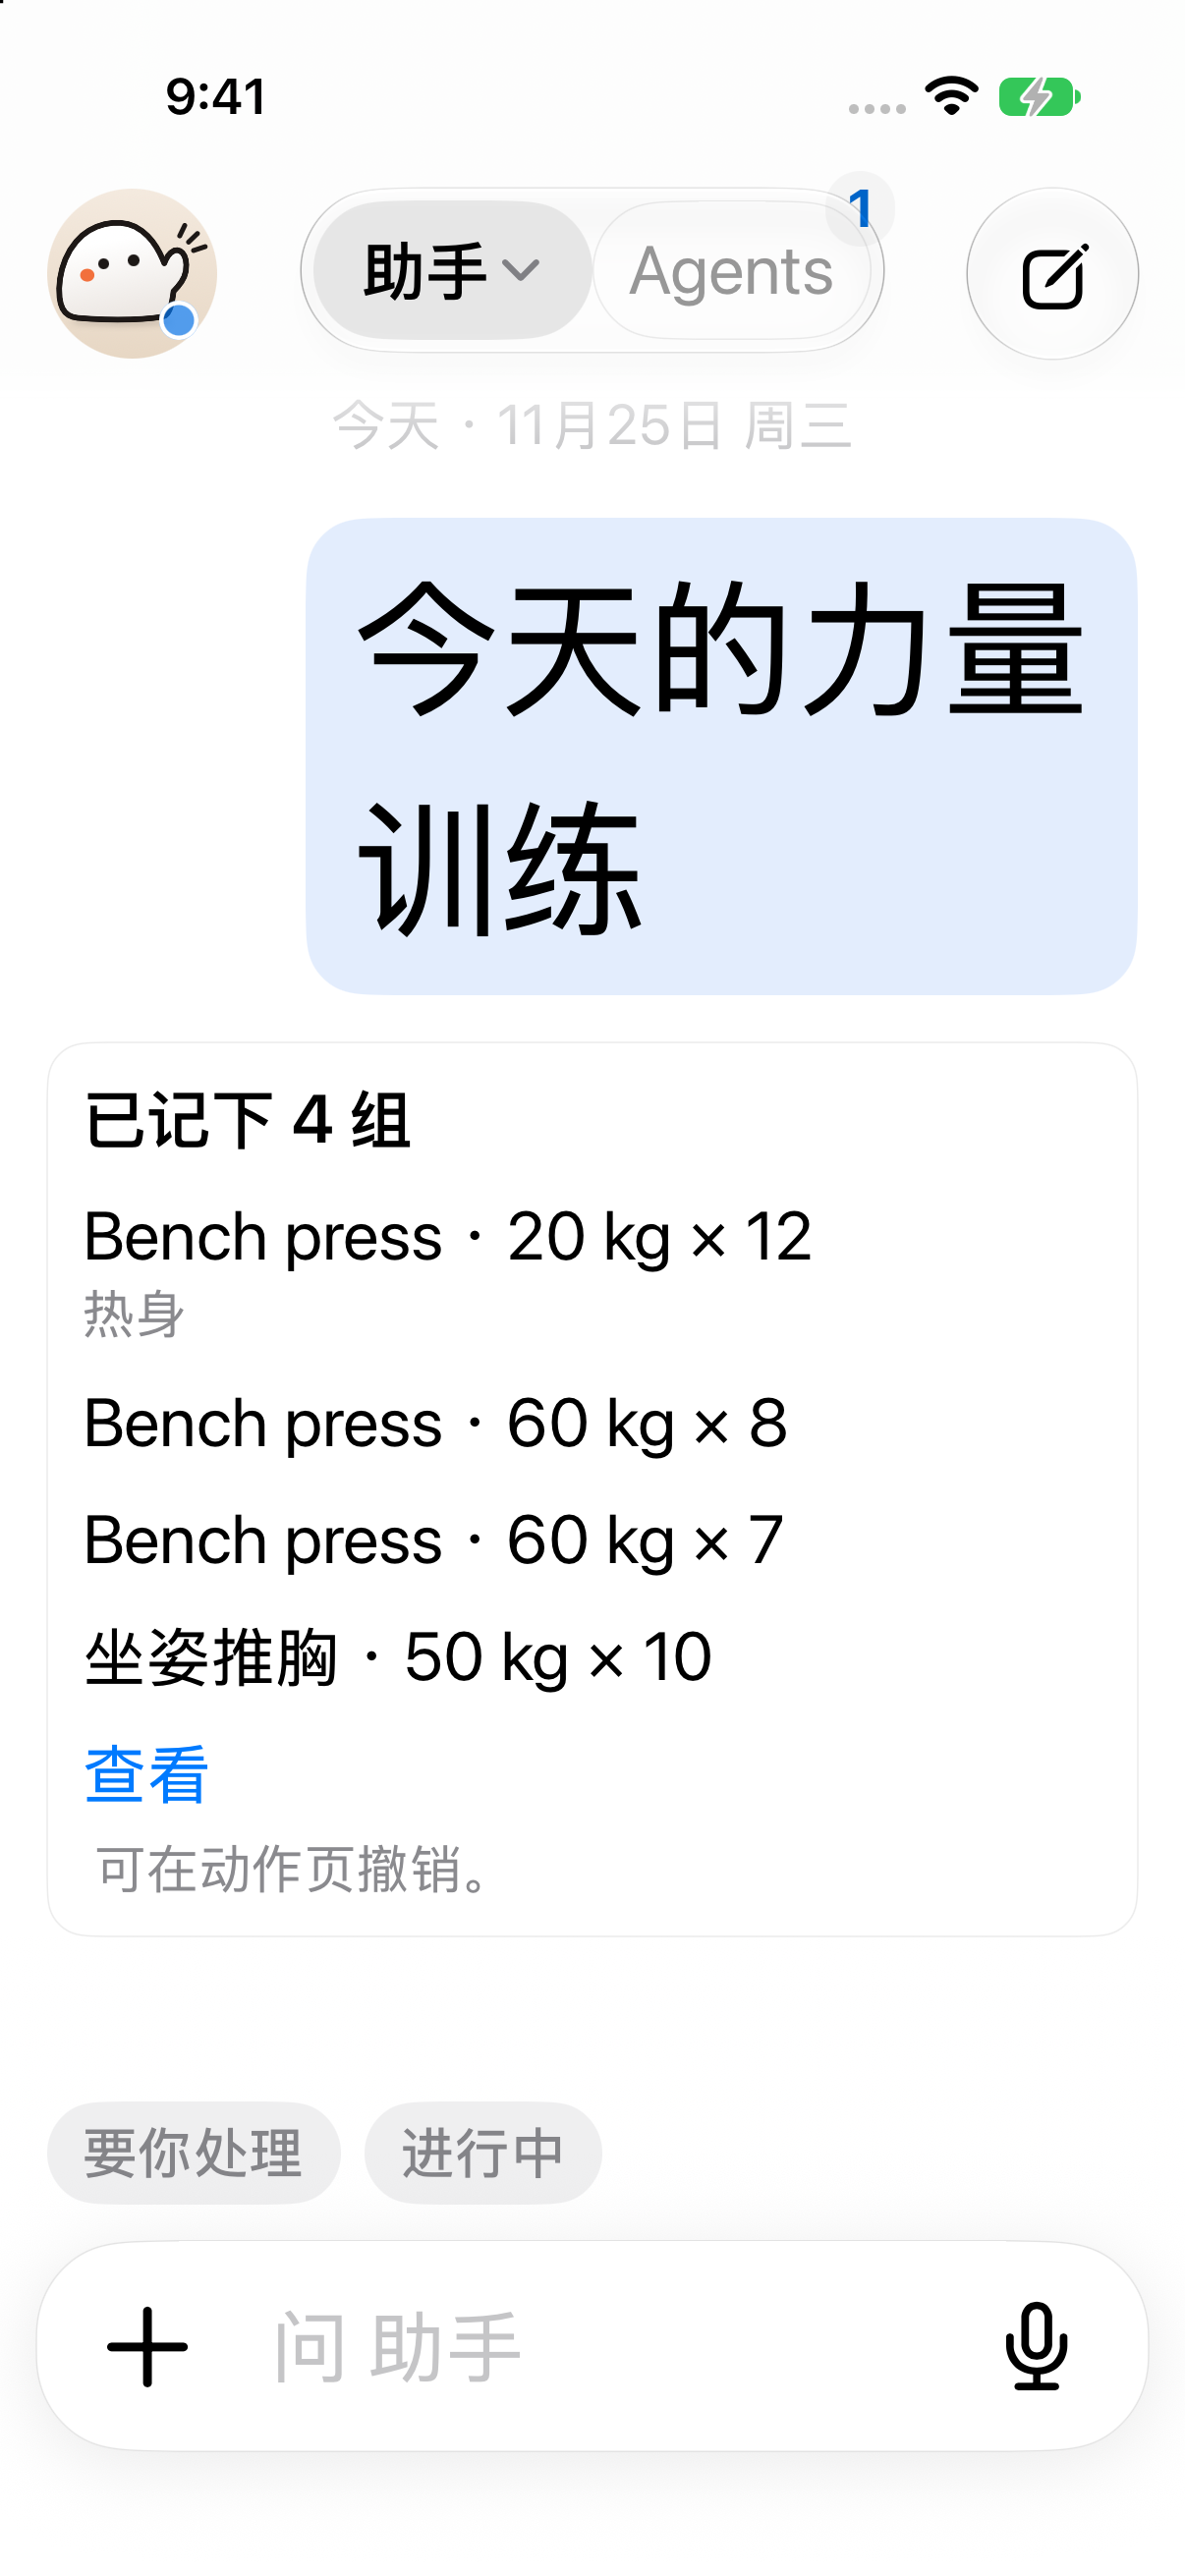 9:41
助手
Agents
1
今天 · 11月25日 周三
今天的力量
训练
已记下 4 组
Bench press · 20 kg × 12
热身
Bench press · 60 kg × 8
Bench press · 60 kg × 7
坐姿推胸 · 50 kg × 10
查看
可在动作页撤销。
要你处理
进行中
问 助手